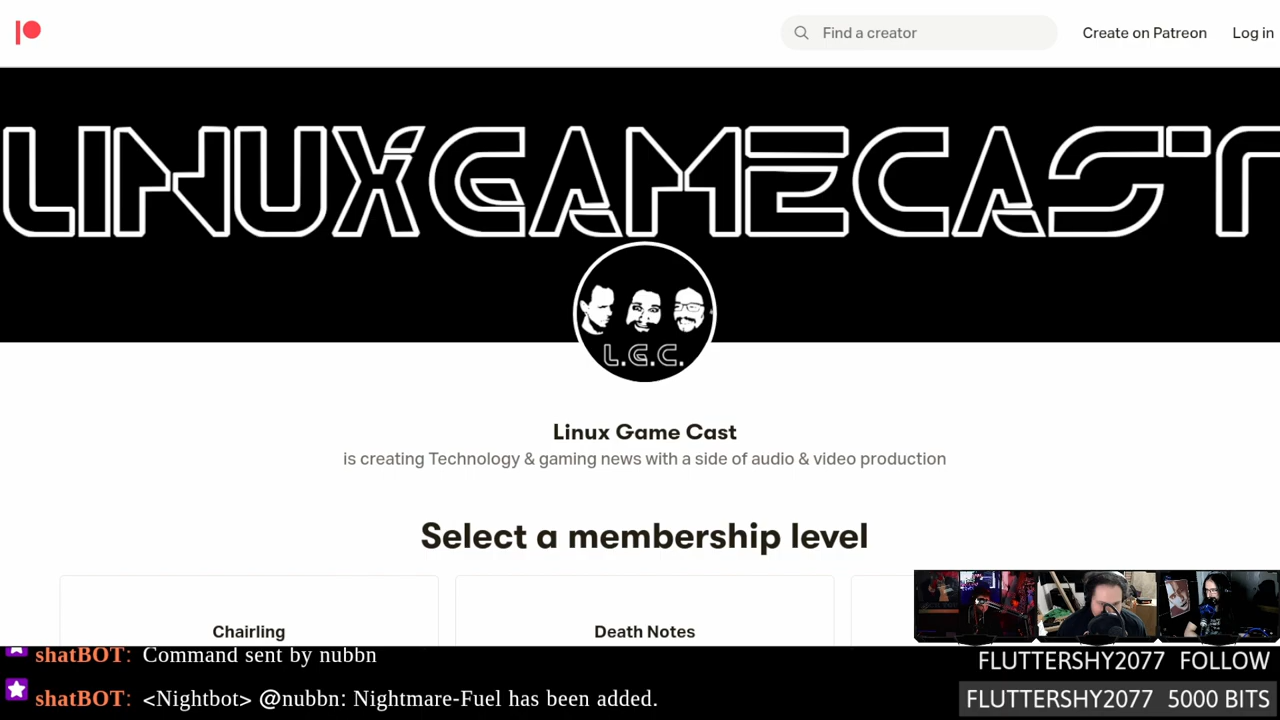 Find a creator
Create on Patreon
Log in
LINUXGAMECAST
L.G.C.
Linux Game Cast
is creating Technology & gaming news with a side of audio & video production
Select a membership level
Chairling
Death Notes
shatBOT: Command sent by nubbn
shatBOT: <Nightbot> @nubbn: Nightmare-Fuel has been added.
FLUTTERSHY2077 FOLLOW
FLUTTERSHY2077 5000 BITS